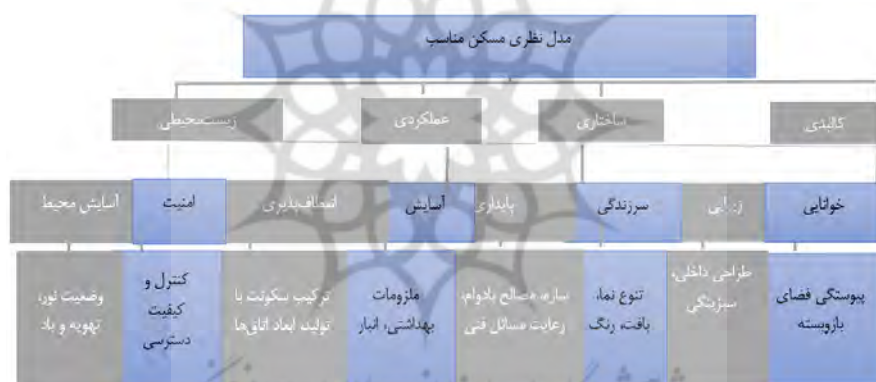 مدل نظری مسکن مناسب
کالبدی
ساختاری
عملکردی
زیست‌محیطی
خوانایی
زیبایی
سرزندگی
پایداری
آسایش
انعطاف‌پذیری
امنیت
آسایش محیط
پیوستگی فضای
بازوبسته
طراحی داخلی،
سبزینگی
تنوع نما،
بافت، رنگ
سازه، مصالح بادوام،
رعایت مسائل فنی
ملزومات
بهداشتی، انبار
ترکیب سکونت با
تولید ابعاد اتاق‌ها
کنترل و
کیفیت
دسترسی
وضعیت نور،
تهویه و باد